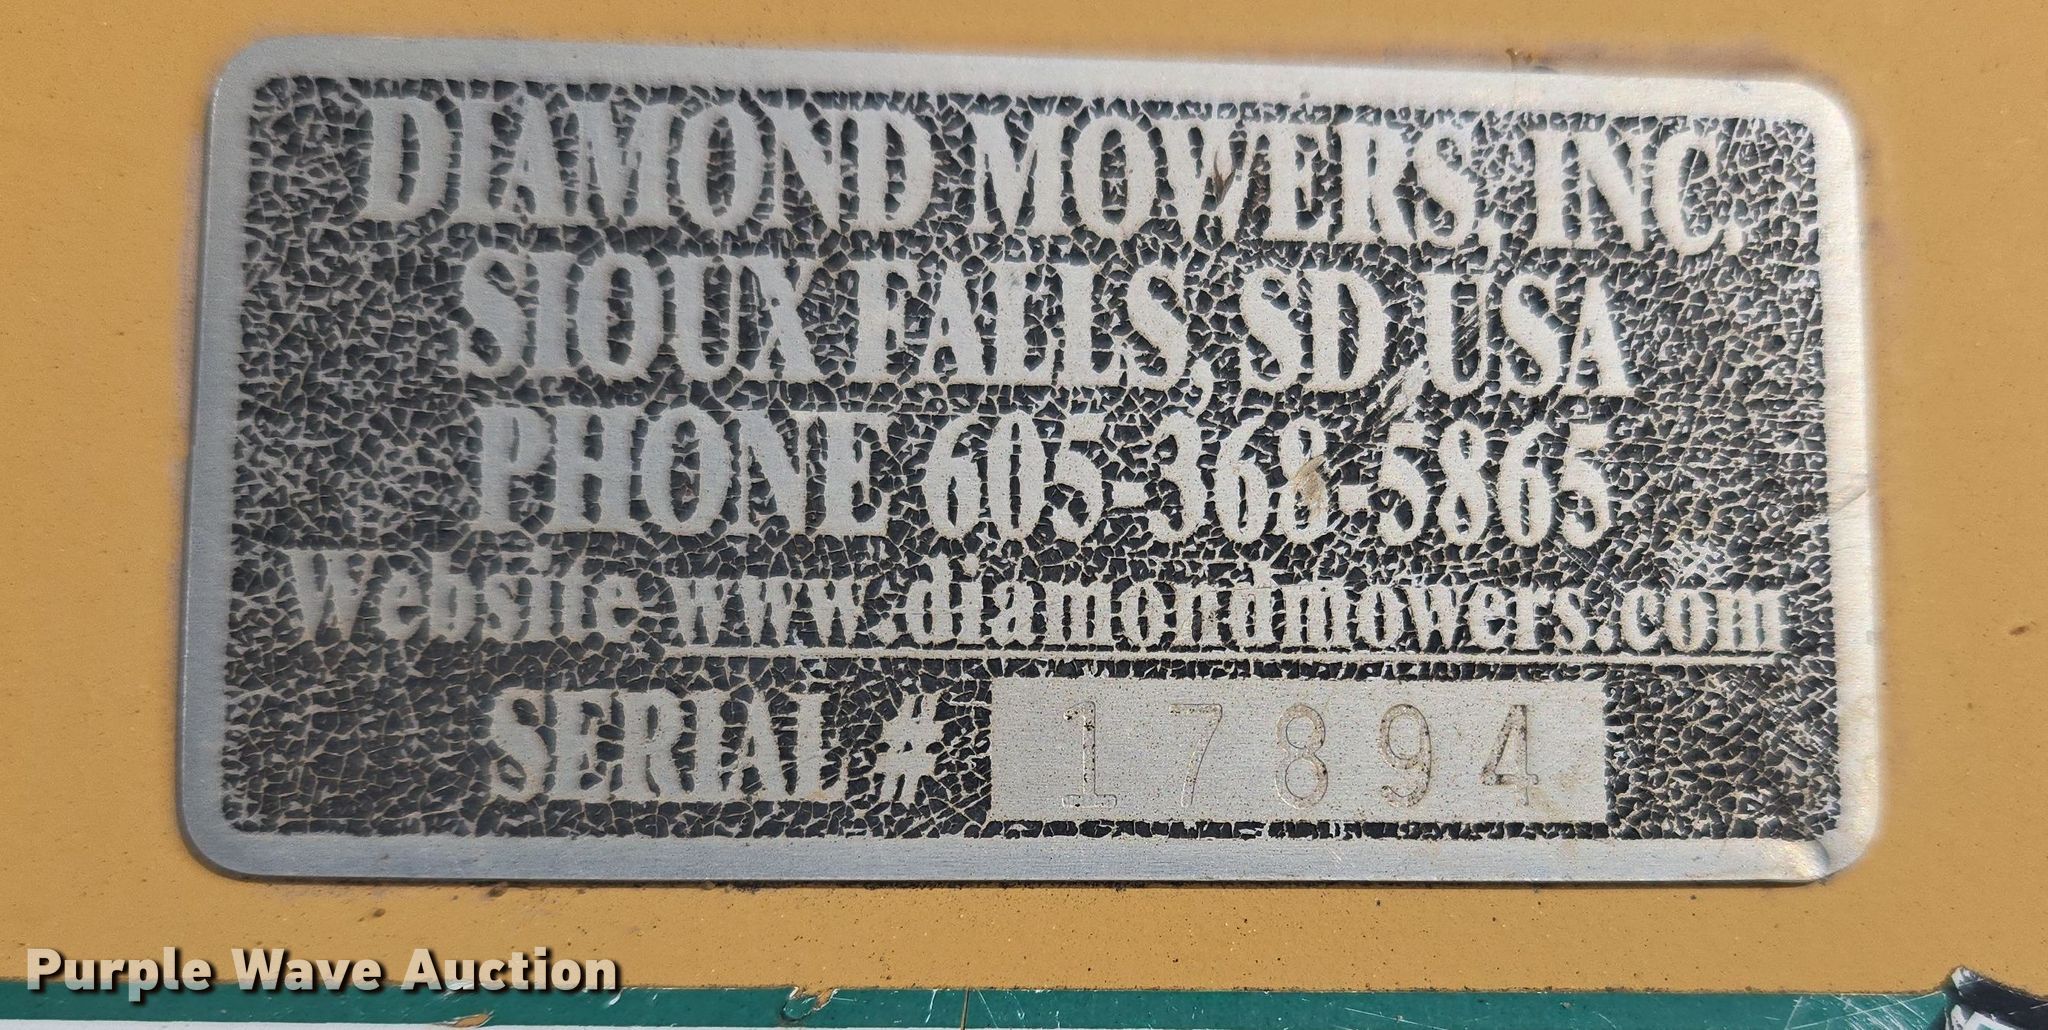 DIAMOND MOWERS, INC.
SIOUX FALLS, SD USA
PHONE 605-368-5865
Website www.diamondmowers.com
SERIAL # 17894
Purple Wave Auction